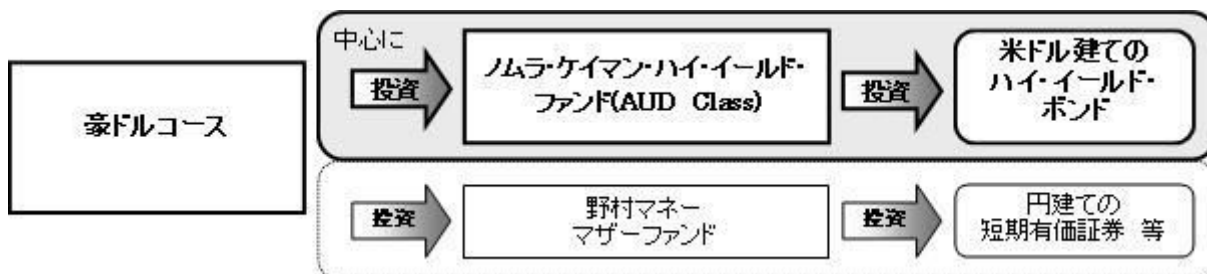 中心に
豪ドルコース
投資
ノムラ・ケイマン・ハイ・イールド・
ファンド(AUD Class)
投資
米ドル建ての
ハイ・イールド・
ボンド
投資
野村マネー
マザーファンド
投資
円建ての
短期有価証券 等